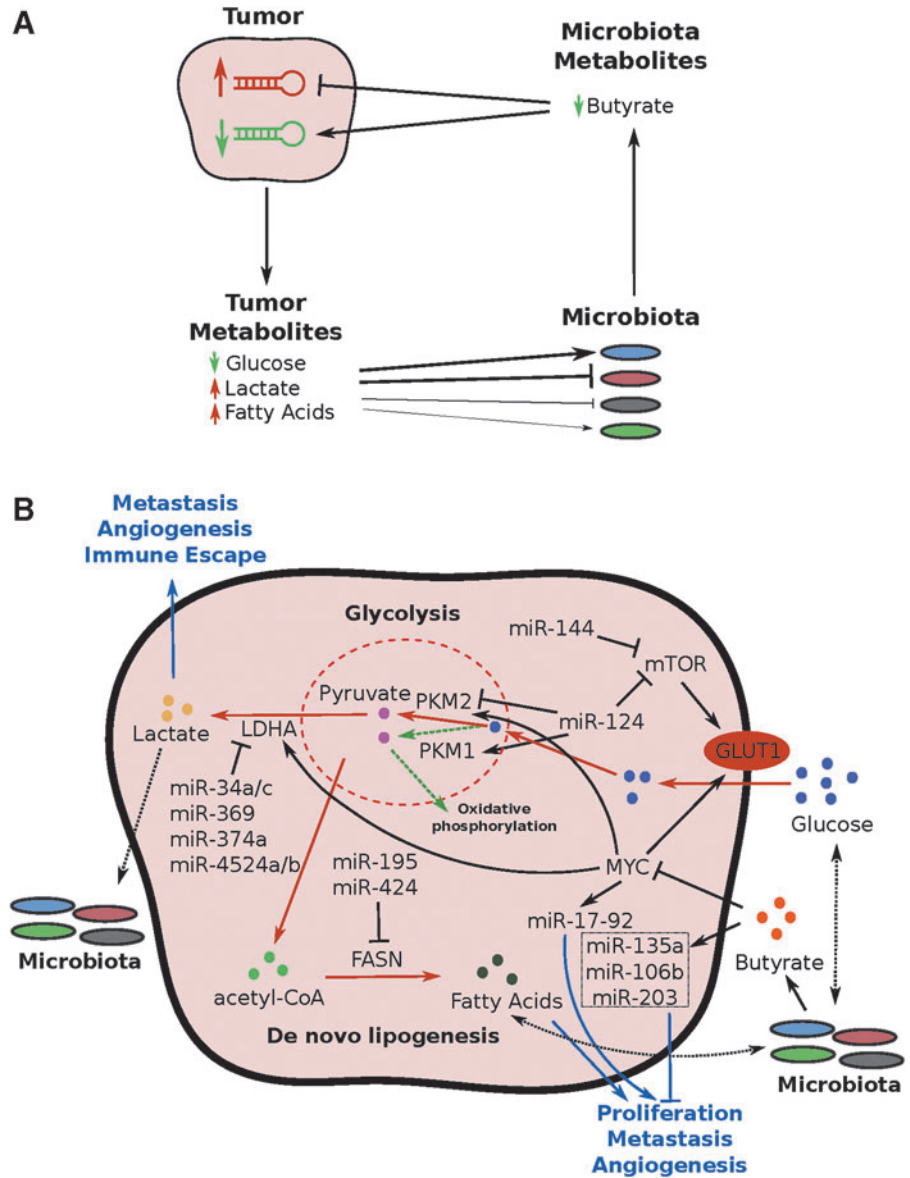 A
Tumor
Microbiota
Metabolites
Butyrate
Tumor
Metabolites
Glucose
Lactate
Fatty Acids
Microbiota
B
Metastasis
Angiogenesis
Immune Escape
Glycolysis
miR-144
mTOR
Pyruvate
PKM2
miR-124
Lactate
LDHA
PKM1
GLUT1
miR-34a/c
miR-369
miR-374a
miR-4524a/b
Oxidative
phosphorylation
Glucose
miR-195
miR-424
MYC
miR-17-92
miR-135a
miR-106b
miR-203
Microbiota
FASN
Butyrate
acetyl-CoA
Fatty Acids
De novo lipogenesis
Microbiota
Proliferation
Metastasis
Angiogenesis